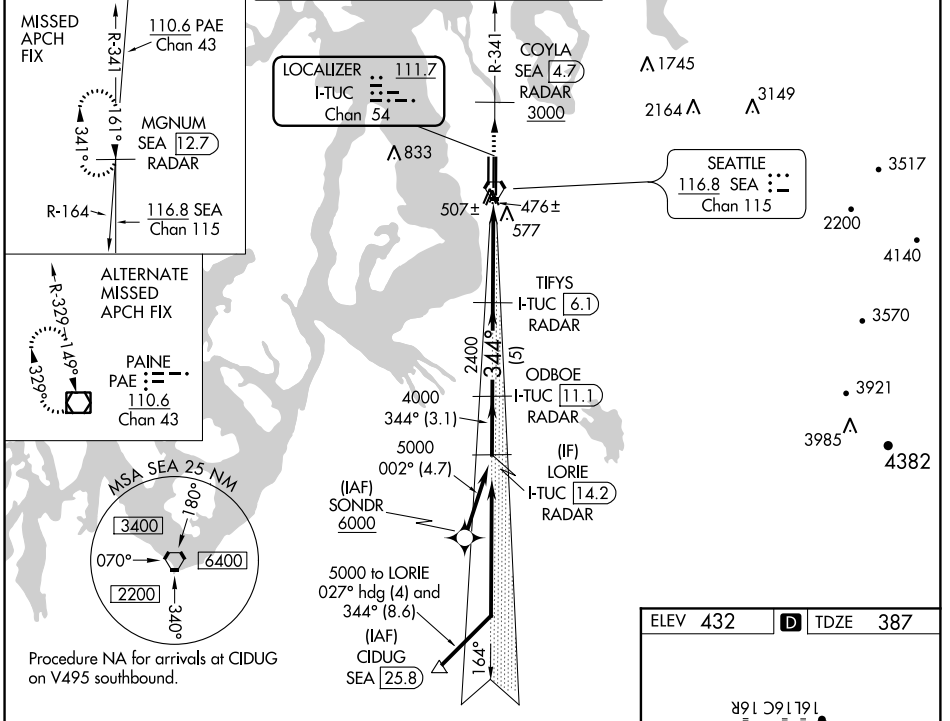 MISSED
APCH
FIX
110.6 PAE
Chan 43
R-341
161°
341°
MGNUM
SEA 12.7
RADAR
R-164
116.8 SEA
Chan 115
ALTERNATE
MISSED
APCH FIX
R-329
149°
329°
PAINE
PAE
110.6
Chan 43
LOCALIZER 111.7
I-TUC
Chan 54
R-341
COYLA
SEA 4.7
RADAR
3000
1745
2164
3149
833
SEATTLE
116.8 SEA
Chan 115
3517
507±
476±
577
2200
4140
TIFYS
I-TUC 6.1
RADAR
3570
2400
344°
(5)
ODBOE
I-TUC 11.1
RADAR
4000
344° (3.1)
3921
3985
4382
5000
002° (4.7)
(IF)
LORIE
I-TUC 14.2
RADAR
(IAF)
SONDR
6000
MSA SEA 25 NM
180°
3400
070°
6400
2200
340°
5000 to LORIE
027° hdg (4) and
344° (8.6)
(IAF)
CIDUG
SEA 25.8
164°
Procedure NA for arrivals at CIDUG
on V495 southbound.
ELEV 432 D TDZE 387
16L 16C 16R